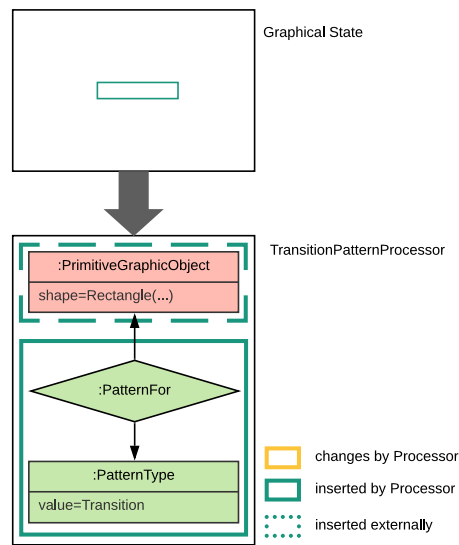 Graphical State
TransitionPatternProcessor
:PrimitiveGraphicObject
shape=Rectangle(...)
:PatternFor
:PatternType
value=Transition
changes by Processor
inserted by Processor
inserted externally